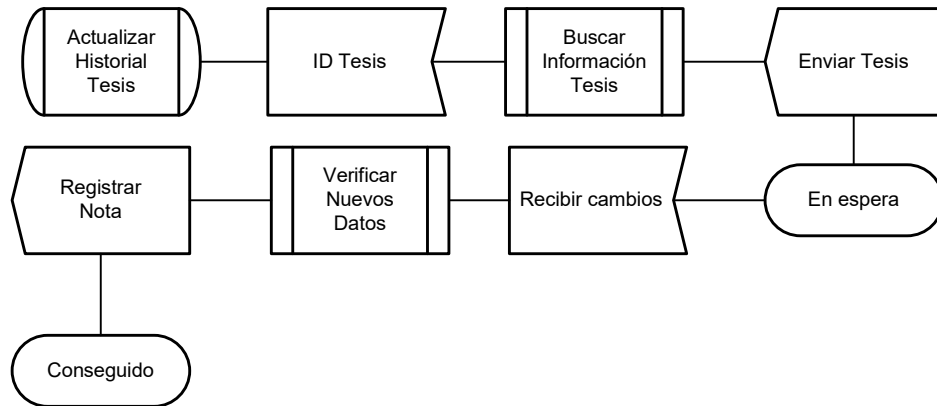 Actualizar
Historial
Tesis
ID Tesis
Buscar
Información
Tesis
Enviar Tesis
Registrar
Nota
Verificar
Nuevos
Datos
Recibir cambios
En espera
Conseguido